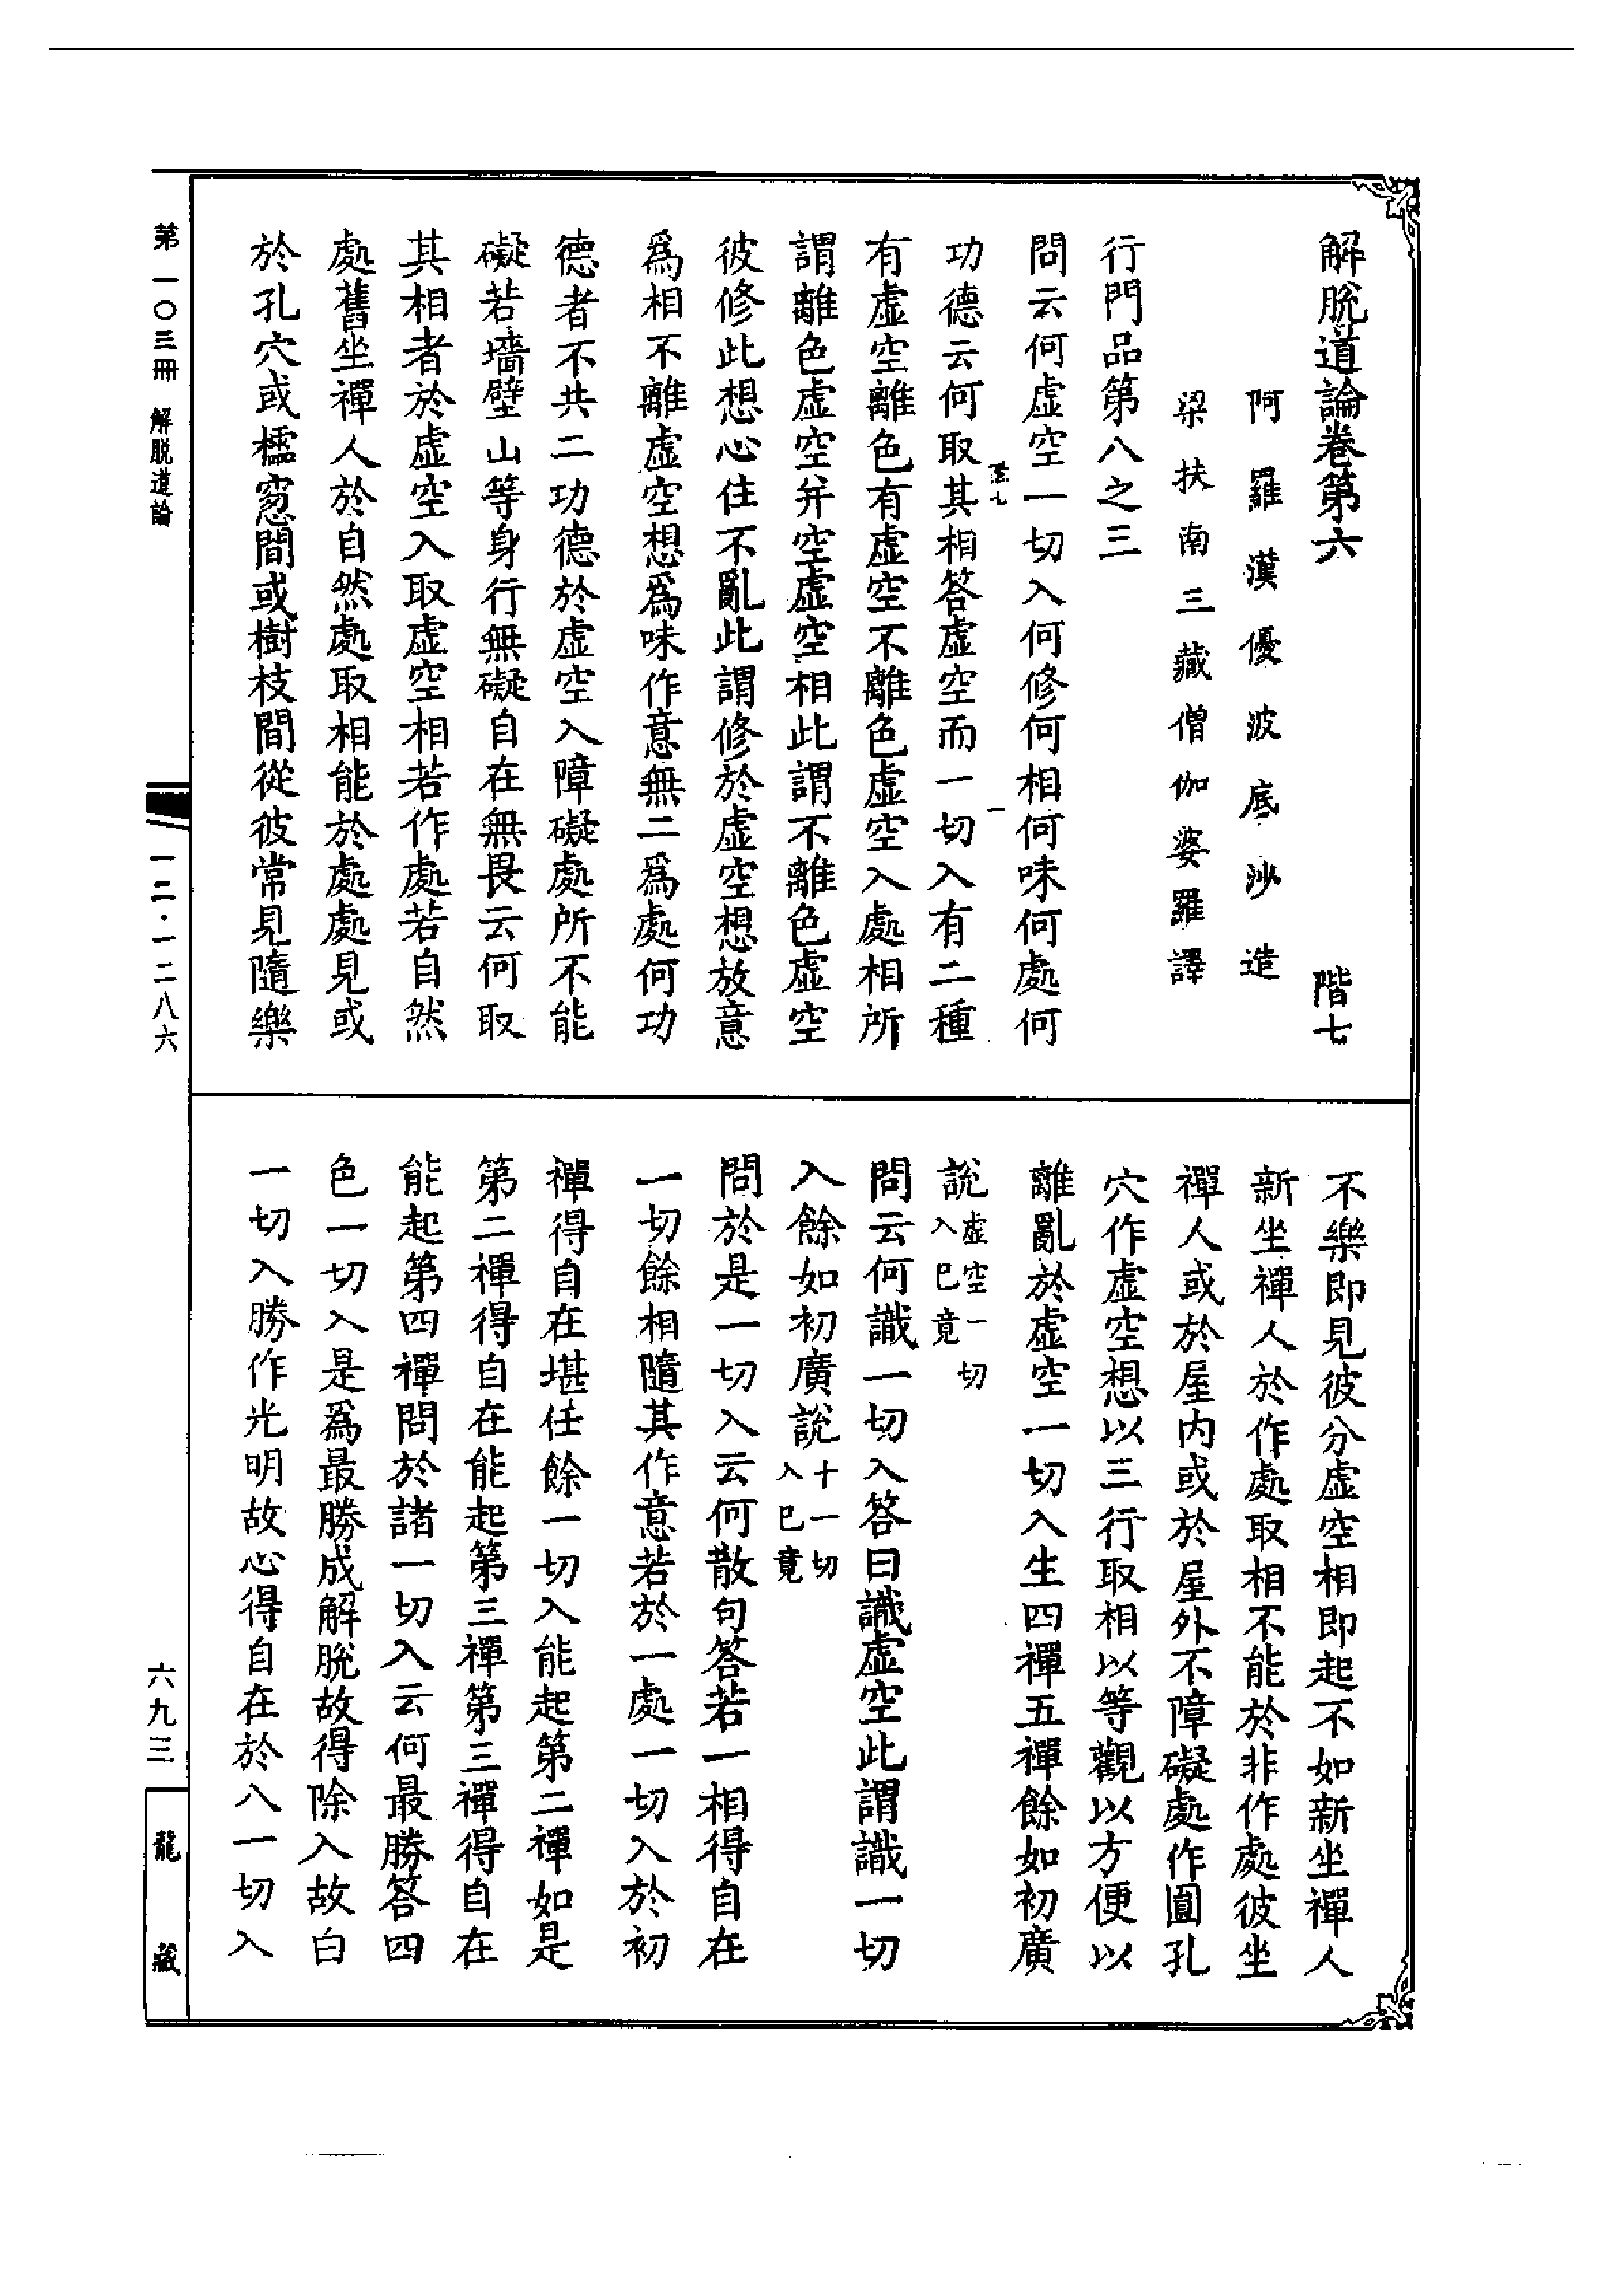 解脫道論卷第六　階七
阿羅漢優波底沙造
梁扶南三藏僧伽婆羅譯
行門品第八之三
問云何虛空一切入何修何相何味何處何
功德云何取其相答虛空而一切入有二種
有虛空離色有虛空不離色虛空入處相所
謂離色虛空并空虛空相此謂不離色虛空
彼修此想心住不亂此謂修於虛空想放意
爲相不離虛空想爲味作意無二爲處何功
德者不共二功德於虛空入障礙處所不能
礙若墻壁山等身行無礙自在無畏云何取
其相者於虛空入取虛空相若作處若自然
處舊坐禪人於自然處取相能於處處見或
於孔穴或櫺窓間或樹枝間從彼常見隨樂
不樂即見彼分虛空相即起不如新坐禪人
新坐禪人於作處取相不能於非作處彼坐
禪人或於屋內或於屋外不障礙處作圓孔
穴作虛空想以三行取相以等觀以方便以
離亂於虛空一切入生四禪五禪餘如初廣
說虛空一切入已竟
問云何識一切入答曰識虛空此謂識一切
入餘如初廣說十一切入已竟
問於是一切入云何散句答若一相得自在
一切餘相隨其作意若於一處一切入於初
禪得自在堪任餘一切入能起第二禪如是
第二禪得自在能起第三禪第三禪得自在
能起第四禪問於諸一切入云何最勝答四
色一切入是爲最勝成解脫故得除入故白
一切入勝作光明故心得自在於八一切入
第一〇三冊　解脫道論
一二·一二八六
六九三
龍藏